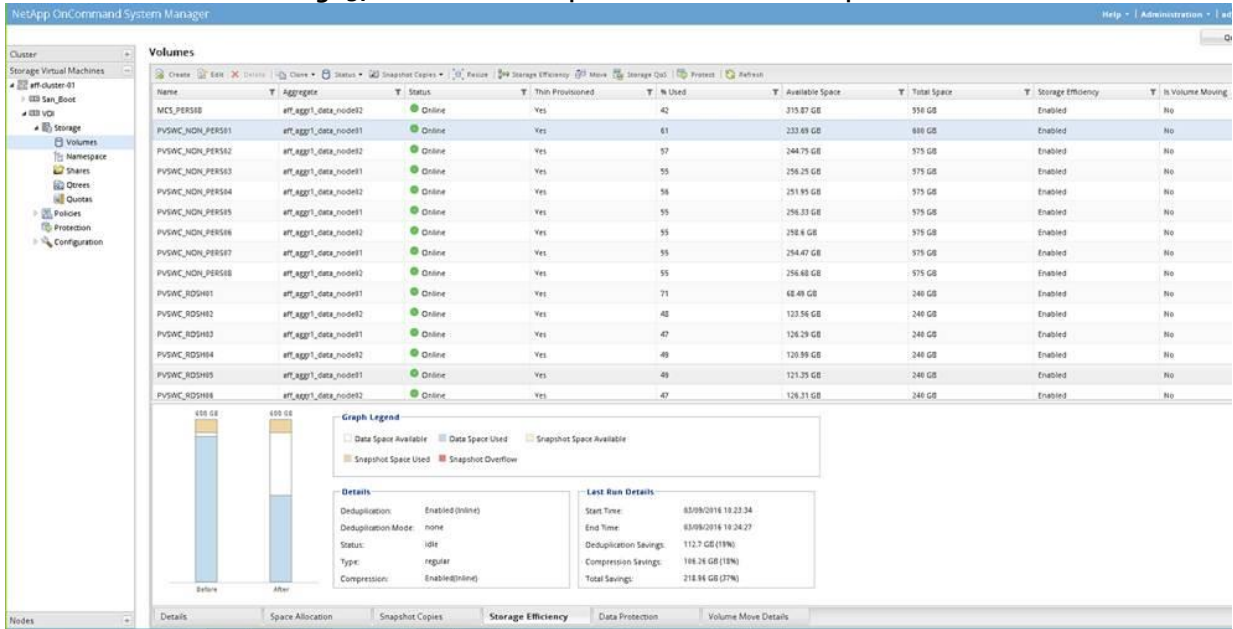 NetApp OnCommand System Manager
Help
Administration
Cluster
Storage Virtual Machines
aff-cluster-01
San_Boot
VDI
Storage
Volumes
Namespace
Shares
Qtrees
Quotas
Policies
Protection
Configuration
Nodes
Volumes
Create Edit Delete Clone Status Snapshot Copies Resize Storage Efficiency Move Storage QoS Protect Refresh
Name Aggregate Status Thin Provisioned % Used Available Space Total Space Storage Efficiency Is Volume Moving
MCS_PERS08 aff_aggr1_data_node02 Online Yes 42 315.87 GB 550 GB Enabled No
PVSWC_NON_PERS01 aff_aggr1_data_node01 Online Yes 61 233.69 GB 600 GB Enabled No
PVSWC_NON_PERS02 aff_aggr1_data_node02 Online Yes 57 244.75 GB 575 GB Enabled No
PVSWC_NON_PERS03 aff_aggr1_data_node01 Online Yes 55 256.25 GB 575 GB Enabled No
PVSWC_NON_PERS04 aff_aggr1_data_node02 Online Yes 56 251.95 GB 575 GB Enabled No
PVSWC_NON_PERS05 aff_aggr1_data_node01 Online Yes 55 256.33 GB 575 GB Enabled No
PVSWC_NON_PERS06 aff_aggr1_data_node02 Online Yes 55 258.6 GB 575 GB Enabled No
PVSWC_NON_PERS07 aff_aggr1_data_node01 Online Yes 55 254.47 GB 575 GB Enabled No
PVSWC_NON_PERS08 aff_aggr1_data_node02 Online Yes 55 256.68 GB 575 GB Enabled No
PVSWC_RDSH01 aff_aggr1_data_node01 Online Yes 71 68.49 GB 240 GB Enabled No
PVSWC_RDSH02 aff_aggr1_data_node02 Online Yes 48 123.56 GB 240 GB Enabled No
PVSWC_RDSH03 aff_aggr1_data_node01 Online Yes 47 126.29 GB 240 GB Enabled No
PVSWC_RDSH04 aff_aggr1_data_node02 Online Yes 49 120.99 GB 240 GB Enabled No
PVSWC_RDSH05 aff_aggr1_data_node01 Online Yes 49 121.35 GB 240 GB Enabled No
PVSWC_RDSH06 aff_aggr1_data_node02 Online Yes 47 126.31 GB 240 GB Enabled No
Before After
Graph Legend
Data Space Available Data Space Used Snapshot Space Available
Snapshot Space Used Snapshot Overflow
Details
Deduplication: Enabled (Inline)
Deduplication Mode: none
Status: idle
Type: regular
Compression: Enabled(Inline)
Last Run Details
Start Time: 03/09/2016 10:23:34
End Time: 03/09/2016 10:24:27
Deduplication Savings: 112.7 GB (19%)
Compression Savings: 106.26 GB (18%)
Total Savings: 218.96 GB (37%)
Details Space Allocation Snapshot Copies Storage Efficiency Data Protection Volume Move Details